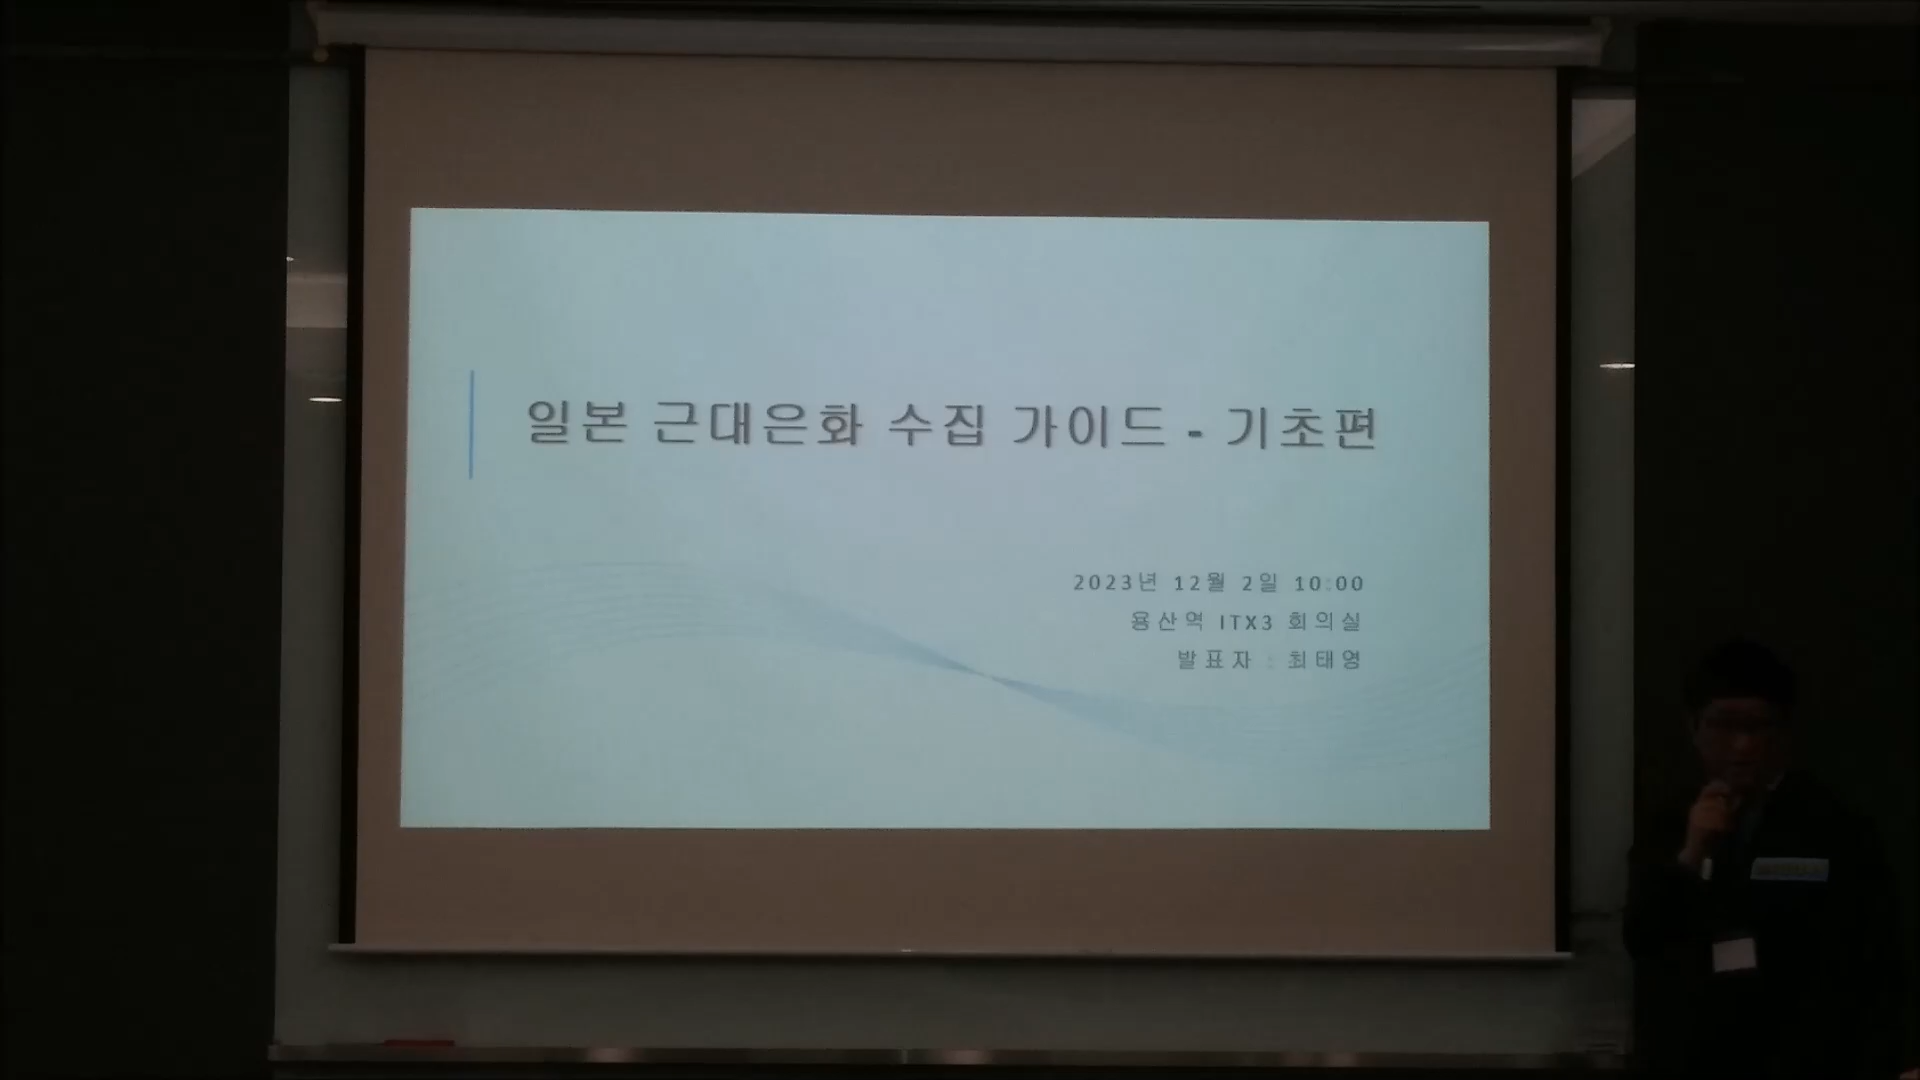 일본 근대은화 수집 가이드 - 기초편
2023년 12월 2일 10:00
용산역 ITX3 회의실
발표자 : 최태영